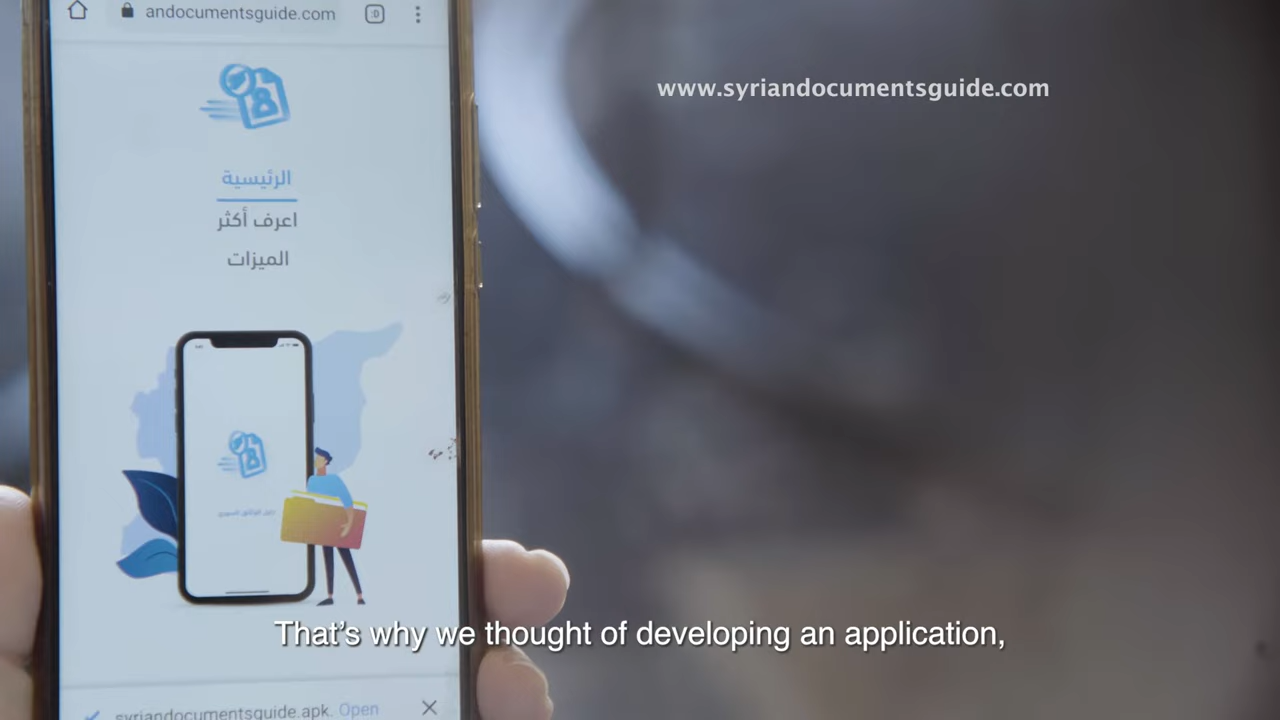 andocumentsguide.com
www.syriandocumentsguide.com
الرئيسية
اعرف أكثر
الميزات
That's why we thought of developing an application,
syriandocumentsguide.apk. Open